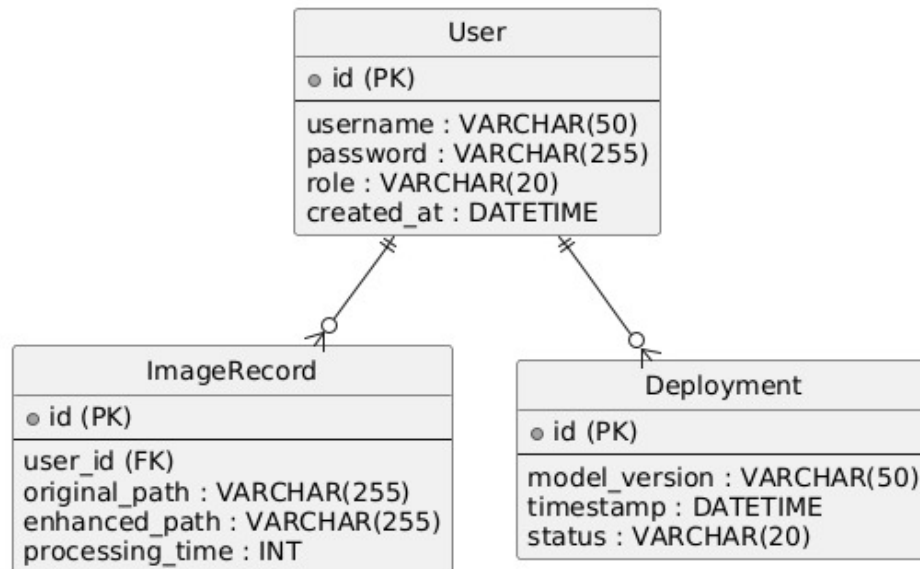 User
id (PK)
username : VARCHAR(50)
password : VARCHAR(255)
role : VARCHAR(20)
created_at : DATETIME
ImageRecord
id (PK)
user_id (FK)
original_path : VARCHAR(255)
enhanced_path : VARCHAR(255)
processing_time : INT
Deployment
id (PK)
model_version : VARCHAR(50)
timestamp : DATETIME
status : VARCHAR(20)